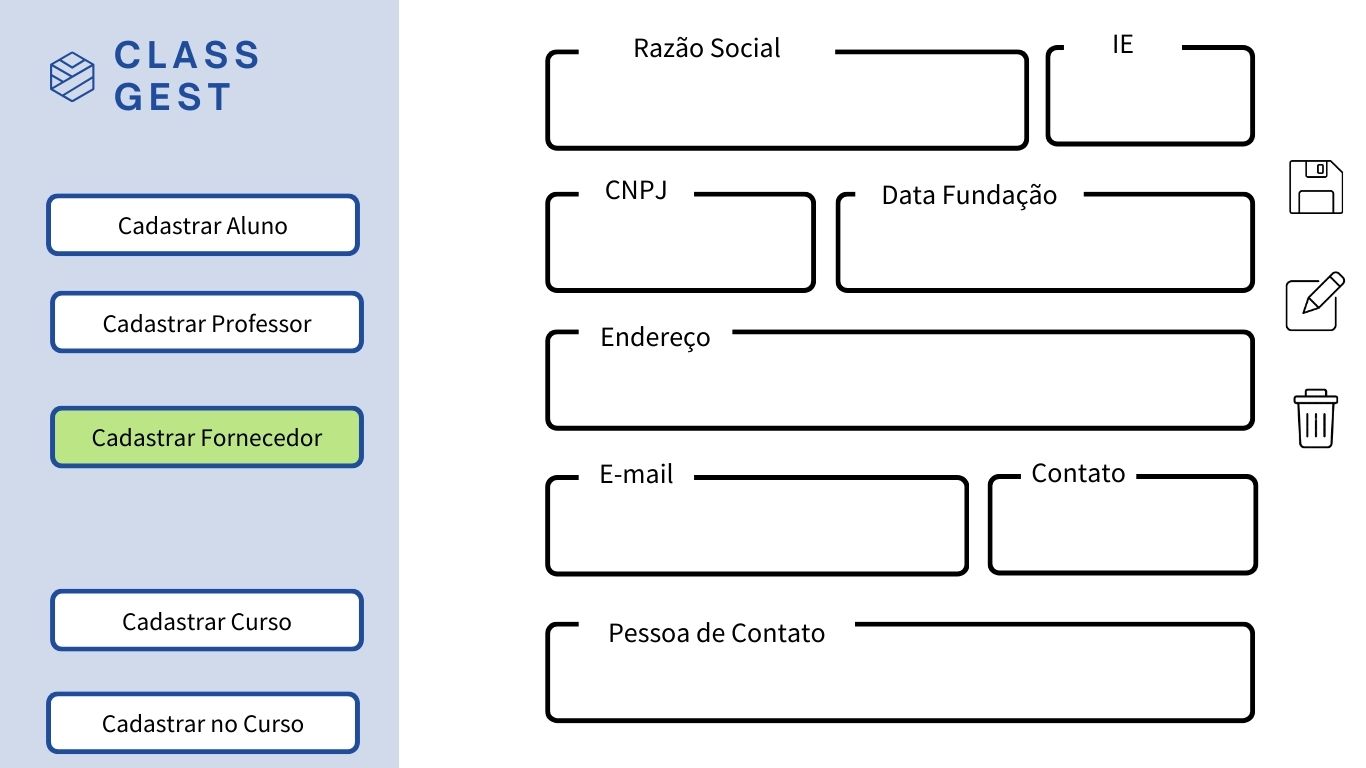 CLASS
GEST
Cadastrar Aluno
Cadastrar Professor
Cadastrar Fornecedor
Cadastrar Curso
Cadastrar no Curso
Razão Social
IE
CNPJ
Data Fundação
Endereço
E-mail
Contato
Pessoa de Contato